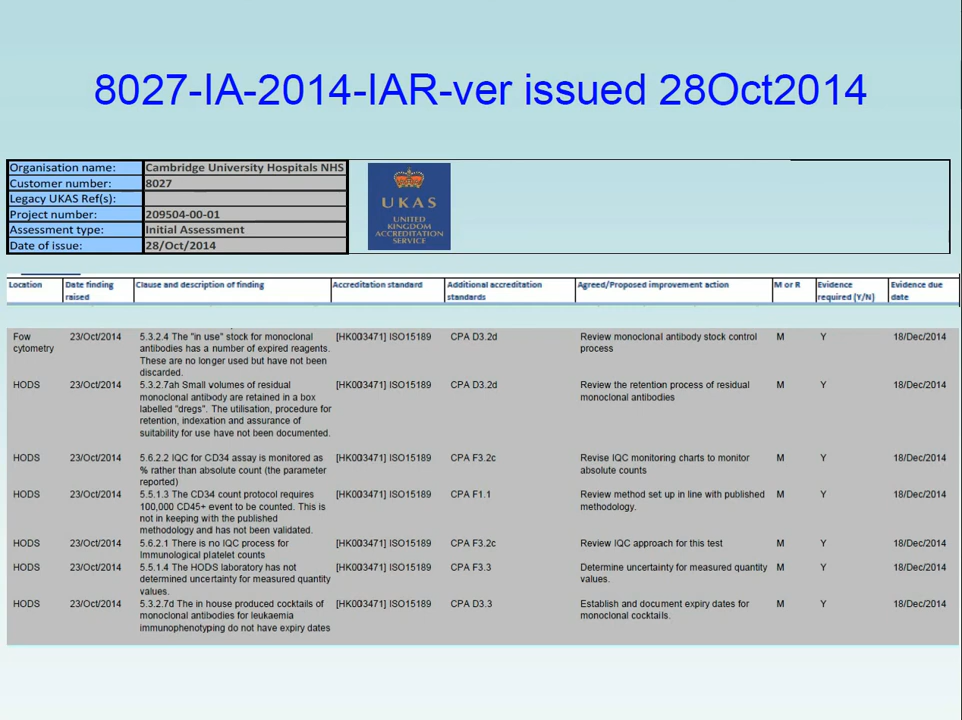 8027-IA-2014-IAR-ver issued 28Oct2014
Organisation name: Cambridge University Hospitals NHS
Customer number: 8027
Legacy UKAS Ref(s):
Project number: 209504-00-01
Assessment type: Initial Assessment
Date of issue: 28/Oct/2014
UKAS
UNITED
KINGDOM
ACCREDITATION
SERVICE
Location Date finding Clause and description of finding Accreditation standard Additional accreditation Agreed/Proposed improvement action M or R Evidence Evidence due
raised standards required (Y/N) date
Fow 23/Oct/2014 5.3.2.4 The "in use" stock for monoclonal [HK003471] ISO15189 CPA D3.2d Review monoclonal antibody stock control M Y 18/Dec/2014
cytometry antibodies has a number of expired reagents. process
These are no longer used but have not been
discarded.
HODS 23/Oct/2014 5.3.2.7ah Small volumes of residual [HK003471] ISO15189 CPA D3.2d Review the retention process of residual M Y 18/Dec/2014
monoclonal antibody are retained in a box monoclonal antibodies
labelled "dregs". The utilisation, procedure for
retention, indexation and assurance of
suitability for use have not been documented.
HODS 23/Oct/2014 5.6.2.2 IQC for CD34 assay is monitored as [HK003471] ISO15189 CPA F3.2c Revise IQC monitoring charts to monitor M Y 18/Dec/2014
% rather than absolute count (the parameter absolute counts
reported)
HODS 23/Oct/2014 5.5.1.3 The CD34 count protocol requires [HK003471] ISO15189 CPA F1.1 Review method set up in line with published M Y 18/Dec/2014
100,000 CD45+ event to be counted. This is methodology.
not in keeping with the published
methodology and has not been validated.
HODS 23/Oct/2014 5.6.2.1 There is no IQC process for [HK003471] ISO15189 CPA F3.2c Review IQC approach for this test M Y 18/Dec/2014
Immunological platelet counts
HODS 23/Oct/2014 5.5.1.4 The HODS laboratory has not [HK003471] ISO15189 CPA F3.3 Determine uncertainty for measured quantity M Y 18/Dec/2014
determined uncertainty for measured quantity values.
values.
HODS 23/Oct/2014 5.3.2.7d The in house produced cocktails of [HK003471] ISO15189 CPA D3.3 Establish and document expiry dates for M Y 18/Dec/2014
monoclonal antibodies for leukaemia monoclonal cocktails.
immunophenotyping do not have expiry dates